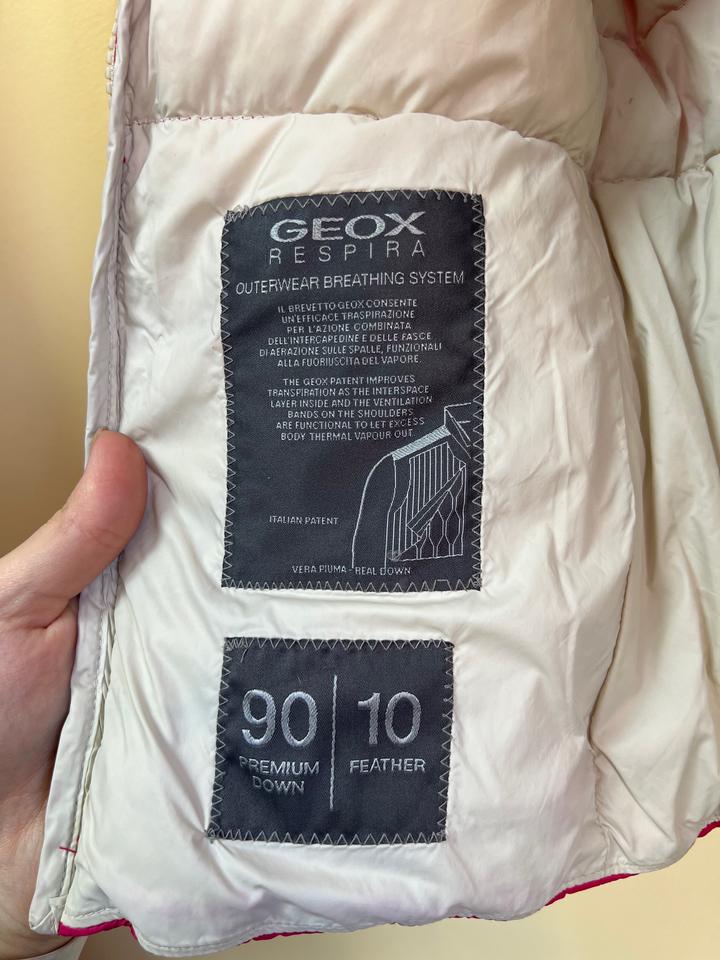 GEOX
RESPIRA
OUTERWEAR BREATHING SYSTEM
IL BREVETTO GEOX CONSENTE
UN'EFFICACE TRASPIRAZIONE
PER L'AZIONE COMBINATA
DELL'INTERCAPEDINE E DELLE FASCE
DI AERAZIONE SULLE SPALLE, FUNZIONALI
ALLA FUORIUSCITA DEL VAPORE.
THE GEOX PATENT IMPROVES
TRANSPIRATION AS THE INTERSPACE
LAYER INSIDE AND THE VENTILATION
BANDS ON THE SHOULDERS
ARE FUNCTIONAL TO LET EXCESS
BODY THERMAL VAPOUR OUT.
ITALIAN PATENT
VERA PIUMA - REAL DOWN
90 | 10
PREMIUM DOWN FEATHER